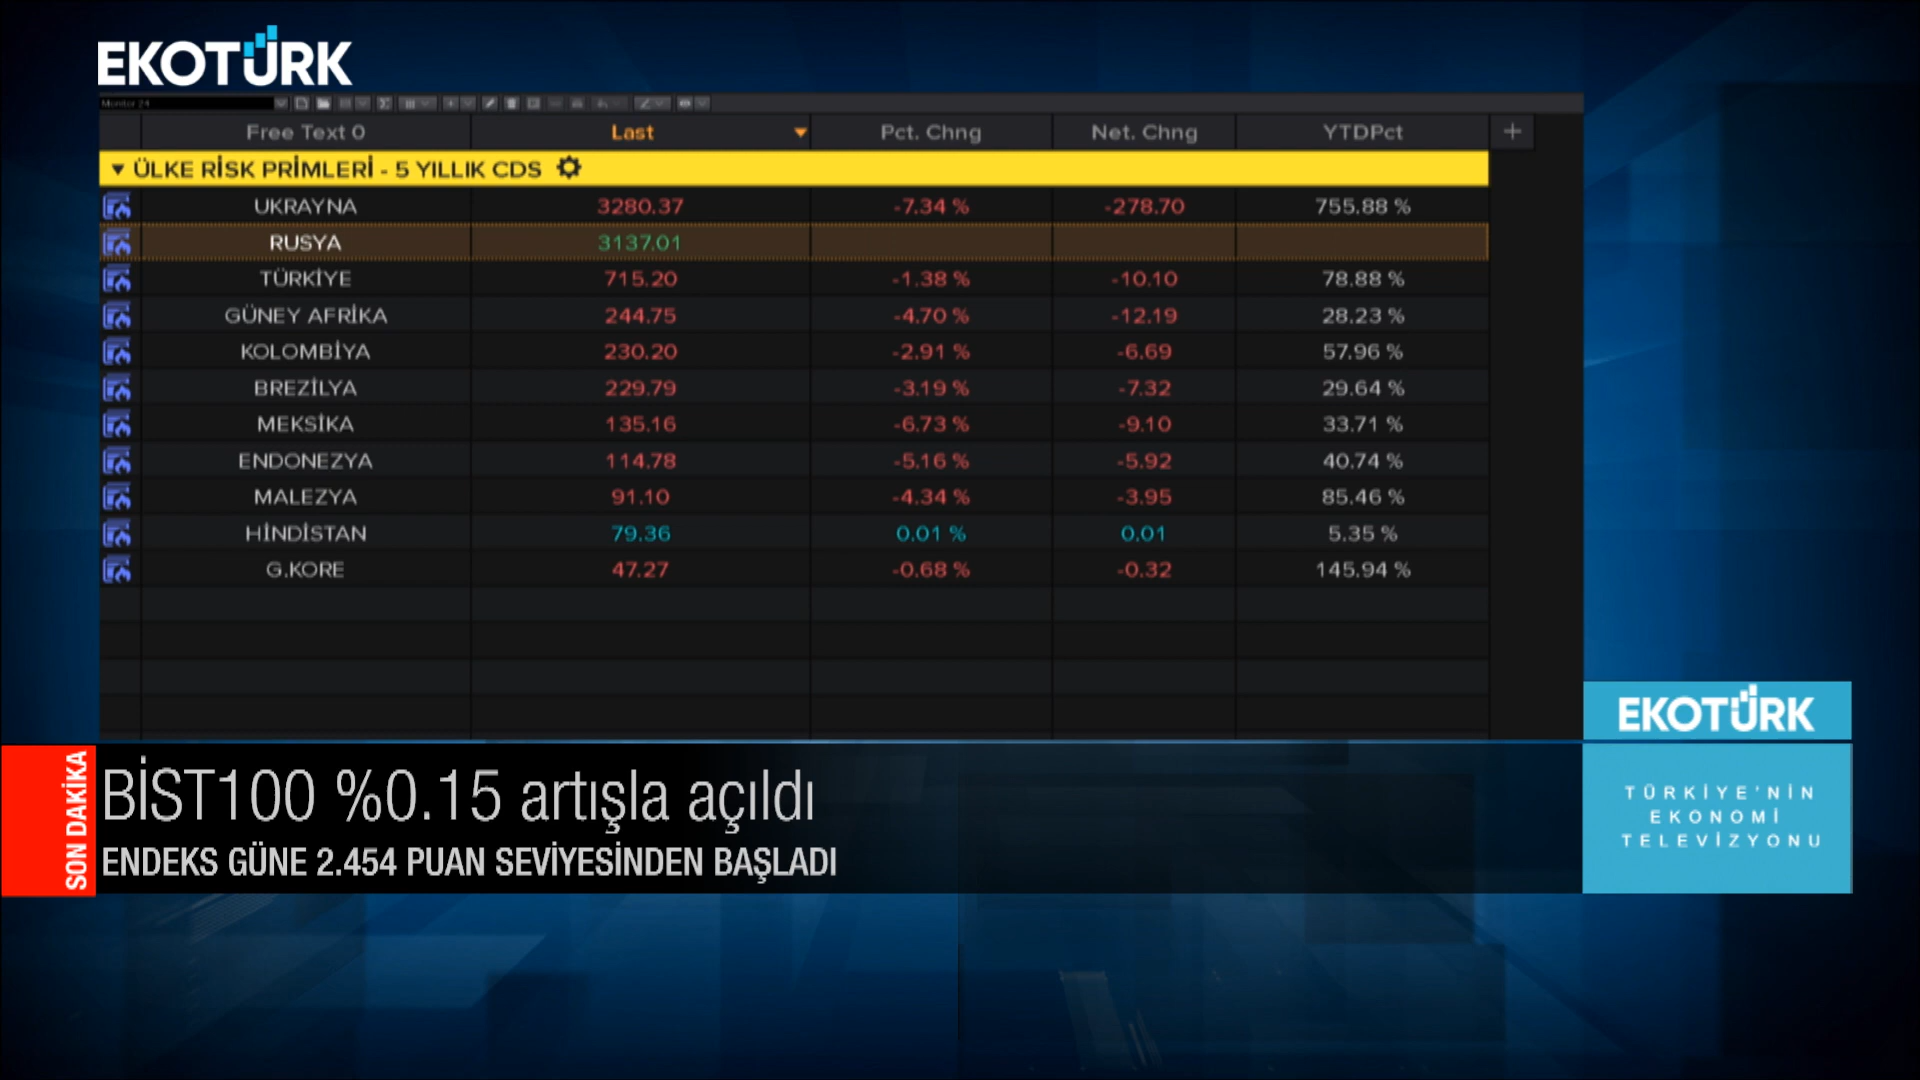 EKOTÜRK
Monitor 24
Free Text 0 Last Pct. Chng Net. Chng YTDPct +
ÜLKE RİSK PRİMLERİ - 5 YILLIK CDS
UKRAYNA 3280.37 -7.34 % -278.70 755.88 %
RUSYA 3137.01
TÜRKİYE 715.20 -1.38 % -10.10 78.88 %
GÜNEY AFRİKA 244.75 -4.70 % -12.19 28.23 %
KOLOMBİYA 230.20 -2.91 % -6.69 57.96 %
BREZİLYA 229.79 -3.19 % -7.32 29.64 %
MEKSİKA 135.16 -6.73 % -9.10 33.71 %
ENDONEZYA 114.78 -5.16 % -5.92 40.74 %
MALEZYA 91.10 -4.34 % -3.95 85.46 %
HİNDİSTAN 79.36 0.01 % 0.01 5.35 %
G.KORE 47.27 -0.68 % -0.32 145.94 %
EKOTÜRK
SON DAKİKA
BİST100 %0.15 artışla açıldı
ENDEKS GÜNE 2.454 PUAN SEVİYESİNDEN BAŞLADI
TÜRKİYE'NİN
EKONOMİ
TELEVİZYONU